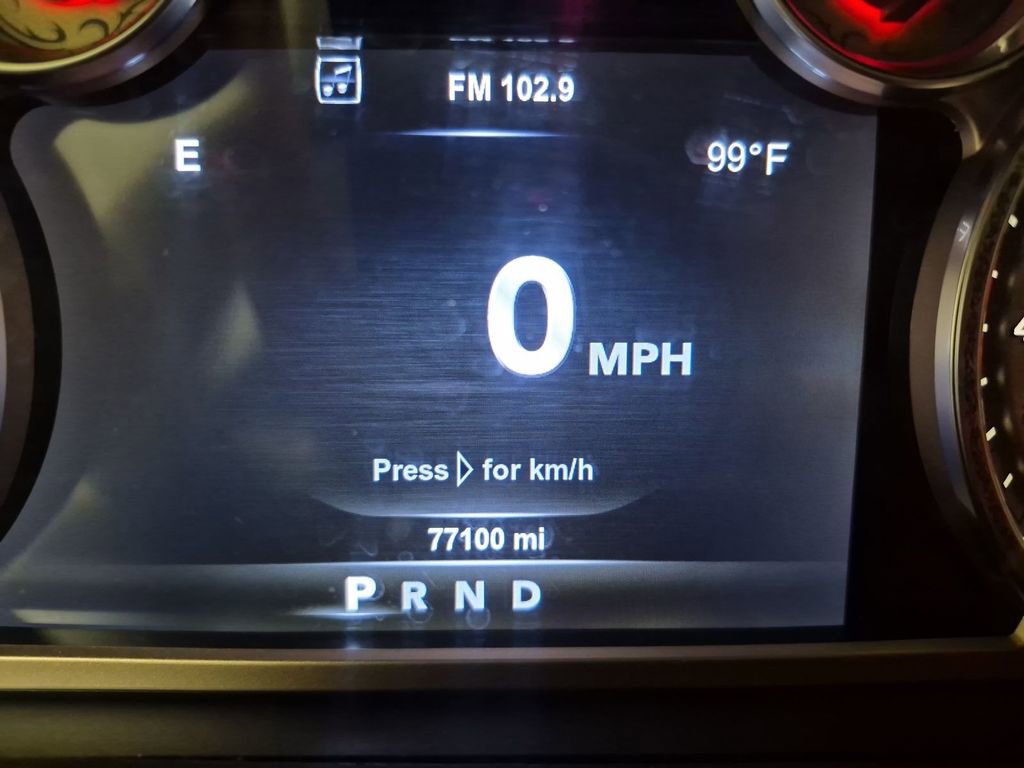 FM 102.9
E
99°F
0 MPH
Press ▷ for km/h
77100 mi
P R N D